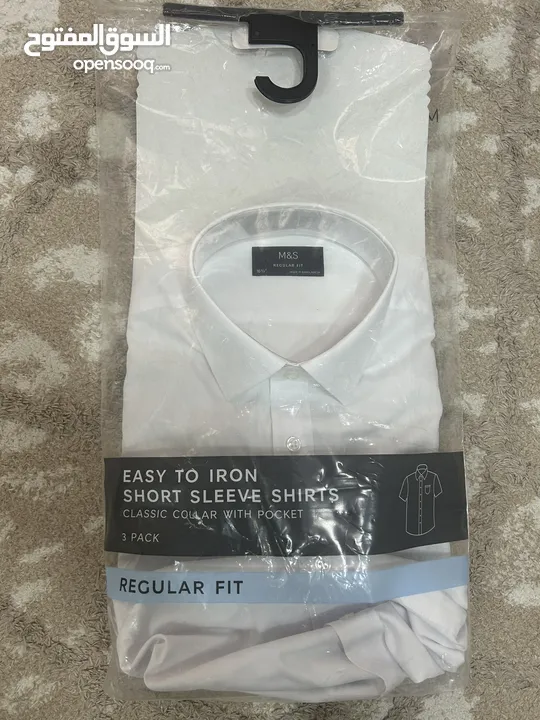 السوق المفتوح
opensooq.com
M
M&S
REGULAR FIT
EASY TO IRON
SHORT SLEEVE SHIRTS
CLASSIC COLLAR WITH POCKET
3 PACK
REGULAR FIT